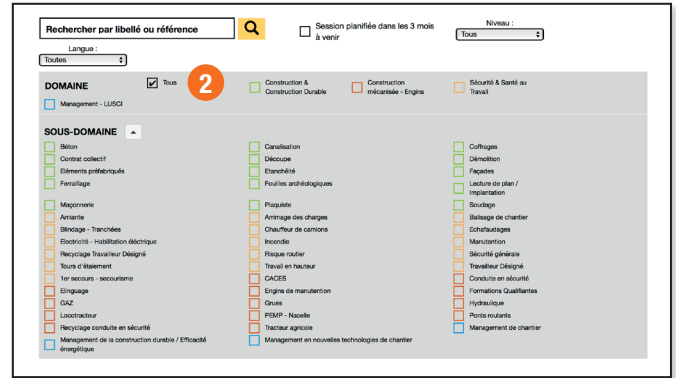 Rechercher par libellé ou référence
Session planifiée dans les 3 mois
à venir
Niveau :
Tous
Langue :
Toutes
DOMAINE
Tous
2
Construction &
Construction Durable
Construction
mécanisée - Engins
Sécurité & Santé au
Travail
Management - LUSCI
SOUS-DOMAINE
Béton
Canalisation
Coffrages
Contrat collectif
Découpe
Démolition
Eléments préfabriqués
Etanchéité
Façades
Ferraillage
Fouilles archéologiques
Lecture de plan /
Implantation
Maçonnerie
Plaquiste
Soudage
Amiante
Arrimage des charges
Balisage de chantier
Blindage - Tranchées
Chauffeur de camions
Echafaudages
Electricité - Habilitation électrique
Incendie
Manutention
Recyclage Travailleur Désigné
Risque routier
Sécurité générale
Tours d'étaiement
Travail en hauteur
Travailleur Désigné
1er secours - secourisme
CACES
Conduite en sécurité
Elinguage
Engins de manutention
Formations Qualifiantes
GAZ
Grues
Hydraulique
Locotracteur
PEMP - Nacelle
Ponts roulants
Recyclage conduite en sécurité
Tracteur agricole
Management de chantier
Management de la construction durable / Efficacité
énergétique
Management en nouvelles technologies de chantier